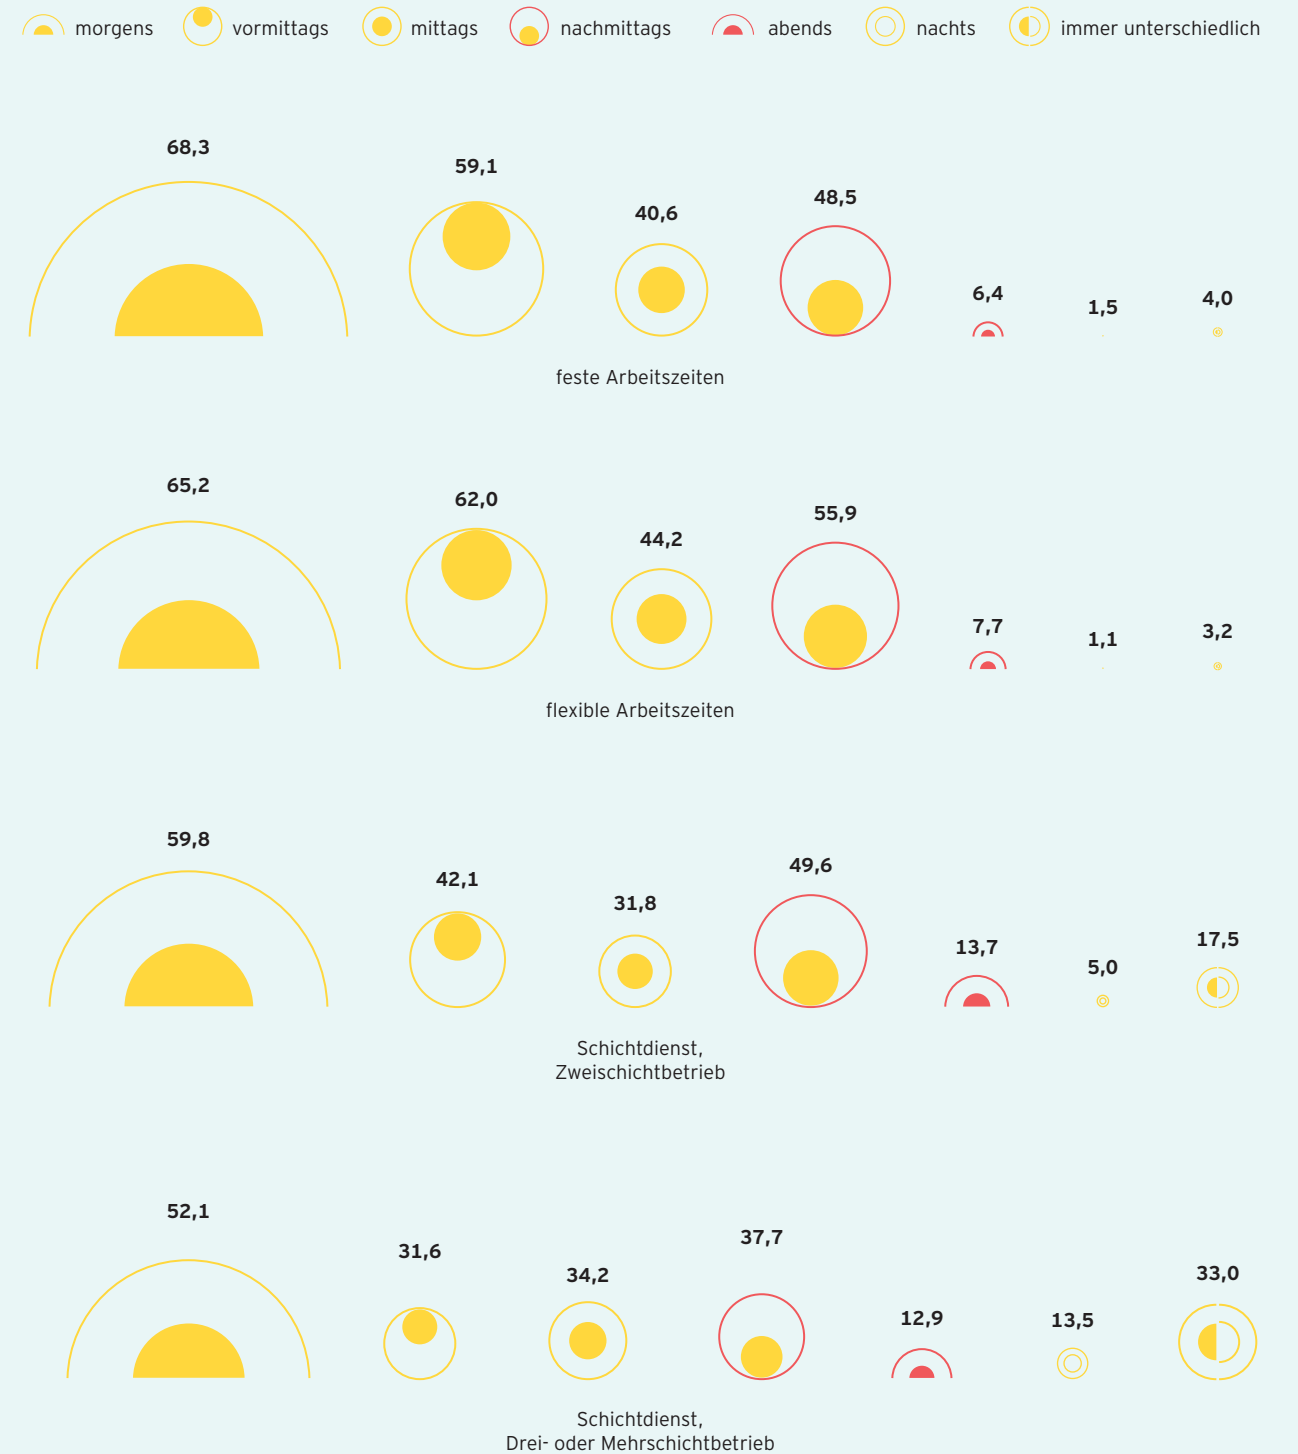 morgens vormittags mittags nachmittags abends nachts immer unterschiedlich
68,3 59,1 40,6 48,5 6,4 1,5 4,0
feste Arbeitszeiten
65,2 62,0 44,2 55,9 7,7 1,1 3,2
flexible Arbeitszeiten
59,8 42,1 31,8 49,6 13,7 5,0 17,5
Schichtdienst,
Zweischichtbetrieb
52,1 31,6 34,2 37,7 12,9 13,5 33,0
Schichtdienst,
Drei- oder Mehrschichtbetrieb